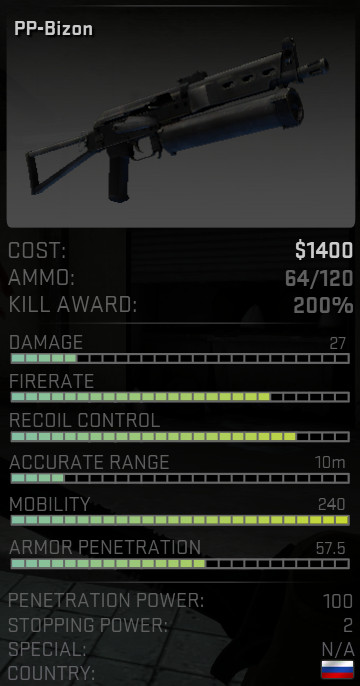 PP-Bizon
COST: $1400
AMMO: 64/120
KILL AWARD: 200%
DAMAGE 27
FIRERATE
RECOIL CONTROL
ACCURATE RANGE 10m
MOBILITY 240
ARMOR PENETRATION 57.5
PENETRATION POWER: 100
STOPPING POWER: 2
SPECIAL: N/A
COUNTRY: